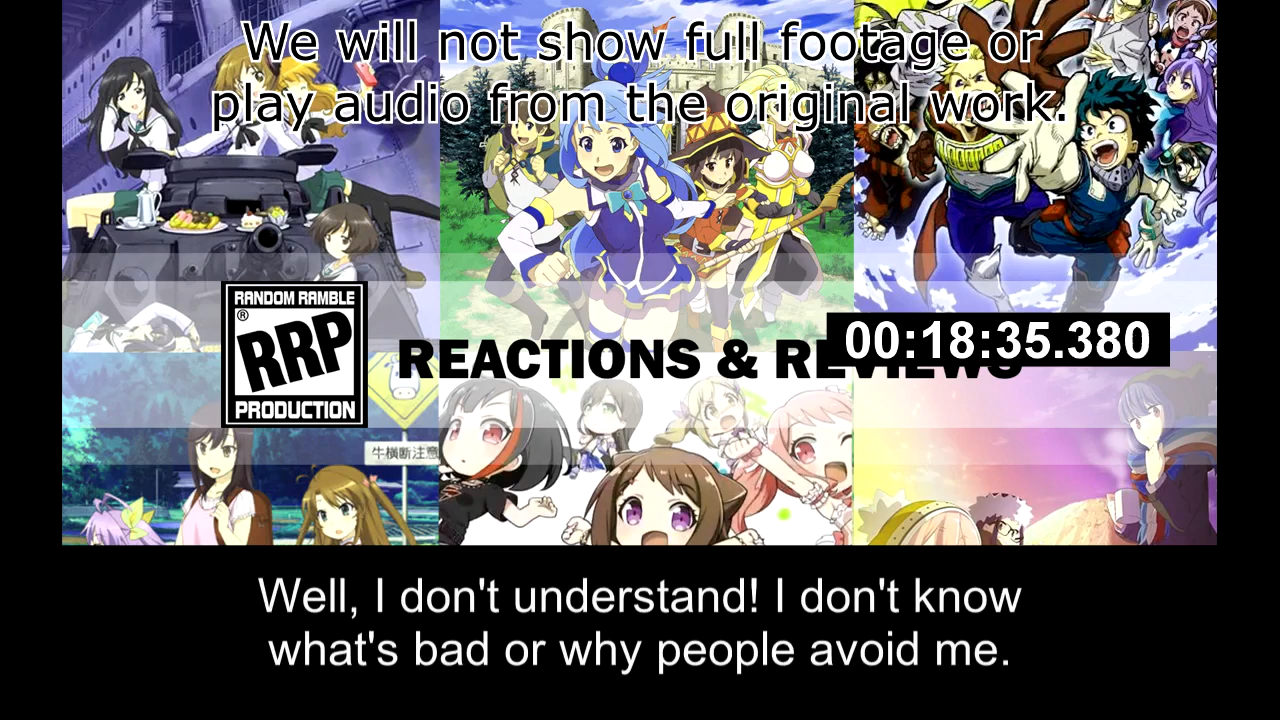 We will not show full footage or
play audio from the original work.
RANDOM RAMBLE
®
RRP
PRODUCTION
REACTIONS & REVIEWS
00:18:35.380
牛横断注意
Well, I don't understand! I don't know
what's bad or why people avoid me.